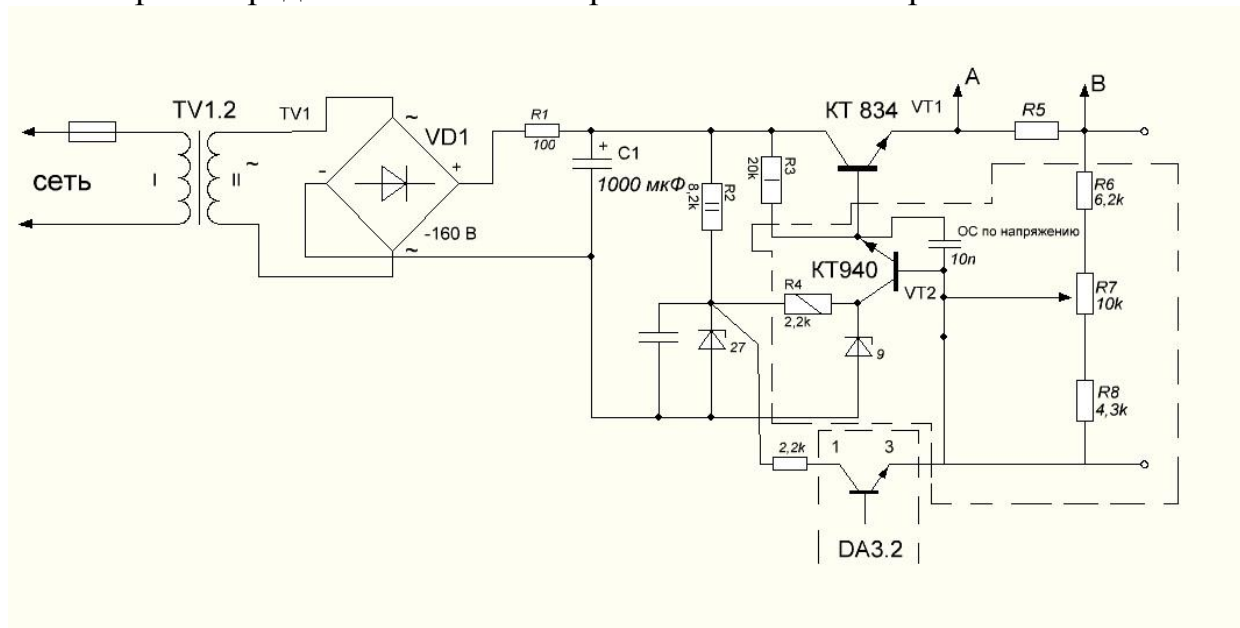 TV1.2
TV1
VD1
сеть
I
II
~
~
~
-
+
-160 В
R1
100
+
C1
1000 мкФ
R2
8,2k
R3
20k
КТ 834
VT1
A
R5
B
R6
6,2k
ОС по напряжению
10n
КТ940
VT2
R7
10k
R4
2,2k
27
9
R8
4,3k
2,2k
1
3
DA3.2